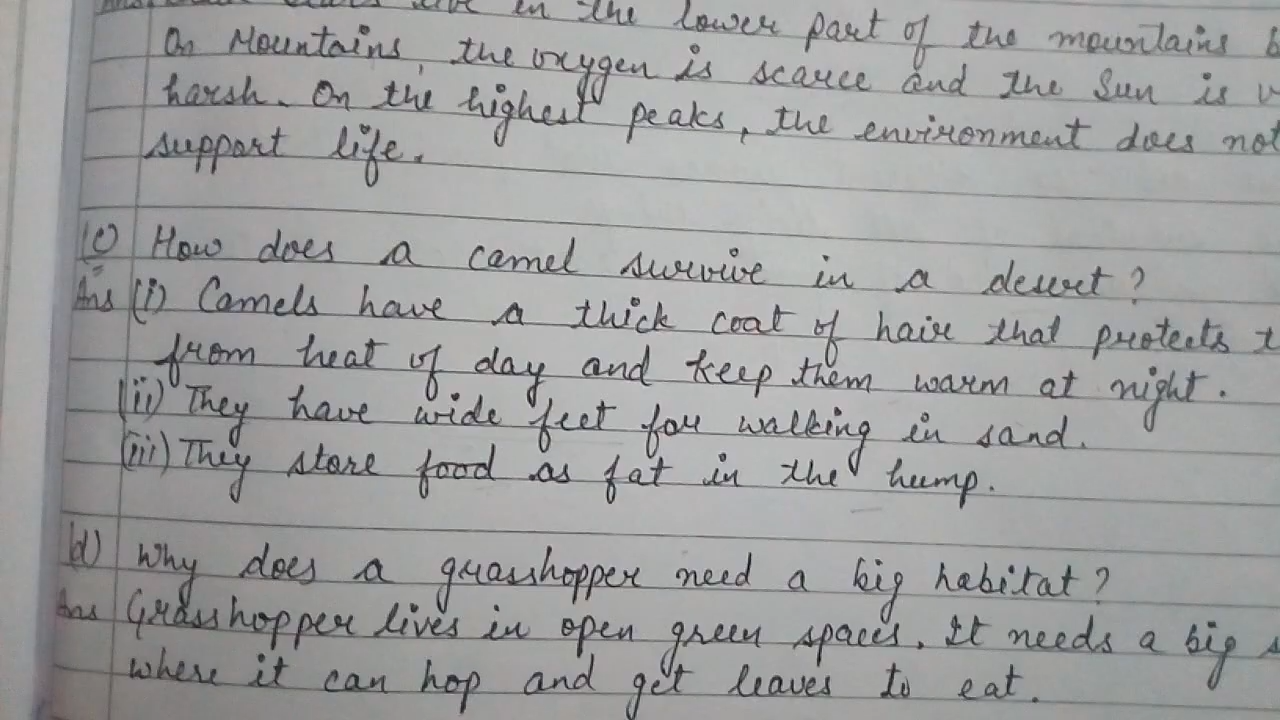 in the lower part of the mountains
On Mountains, the oxygen is scarce and the Sun is
harsh. On the highest peaks, the environment does not
support life.
(c) How does a camel survive in a desert?
Ans (i) Camels have a thick coat of hair that protects
from heat of day and keep them warm at night.
(ii) They have wide feet for walking in sand.
(iii) They store food as fat in the hump.
d) Why does a grasshopper need a big habitat?
Ans Grasshopper lives in open green spaces. It needs a big
where it can hop and get leaves to eat.